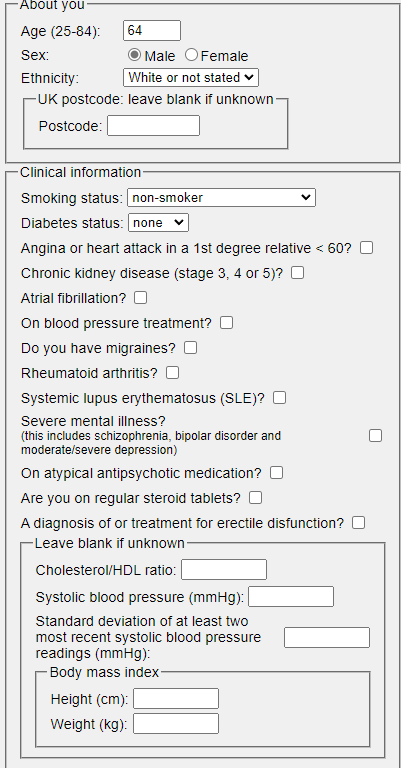 About you
Age (25-84): 64
Sex: Male Female
Ethnicity: White or not stated
UK postcode: leave blank if unknown
Postcode:
Clinical information
Smoking status: non-smoker
Diabetes status: none
Angina or heart attack in a 1st degree relative < 60?
Chronic kidney disease (stage 3, 4 or 5)?
Atrial fibrillation?
On blood pressure treatment?
Do you have migraines?
Rheumatoid arthritis?
Systemic lupus erythematosus (SLE)?
Severe mental illness?
(this includes schizophrenia, bipolar disorder and
moderate/severe depression)
On atypical antipsychotic medication?
Are you on regular steroid tablets?
A diagnosis of or treatment for erectile disfunction?
Leave blank if unknown
Cholesterol/HDL ratio:
Systolic blood pressure (mmHg):
Standard deviation of at least two
most recent systolic blood pressure
readings (mmHg):
Body mass index
Height (cm):
Weight (kg):